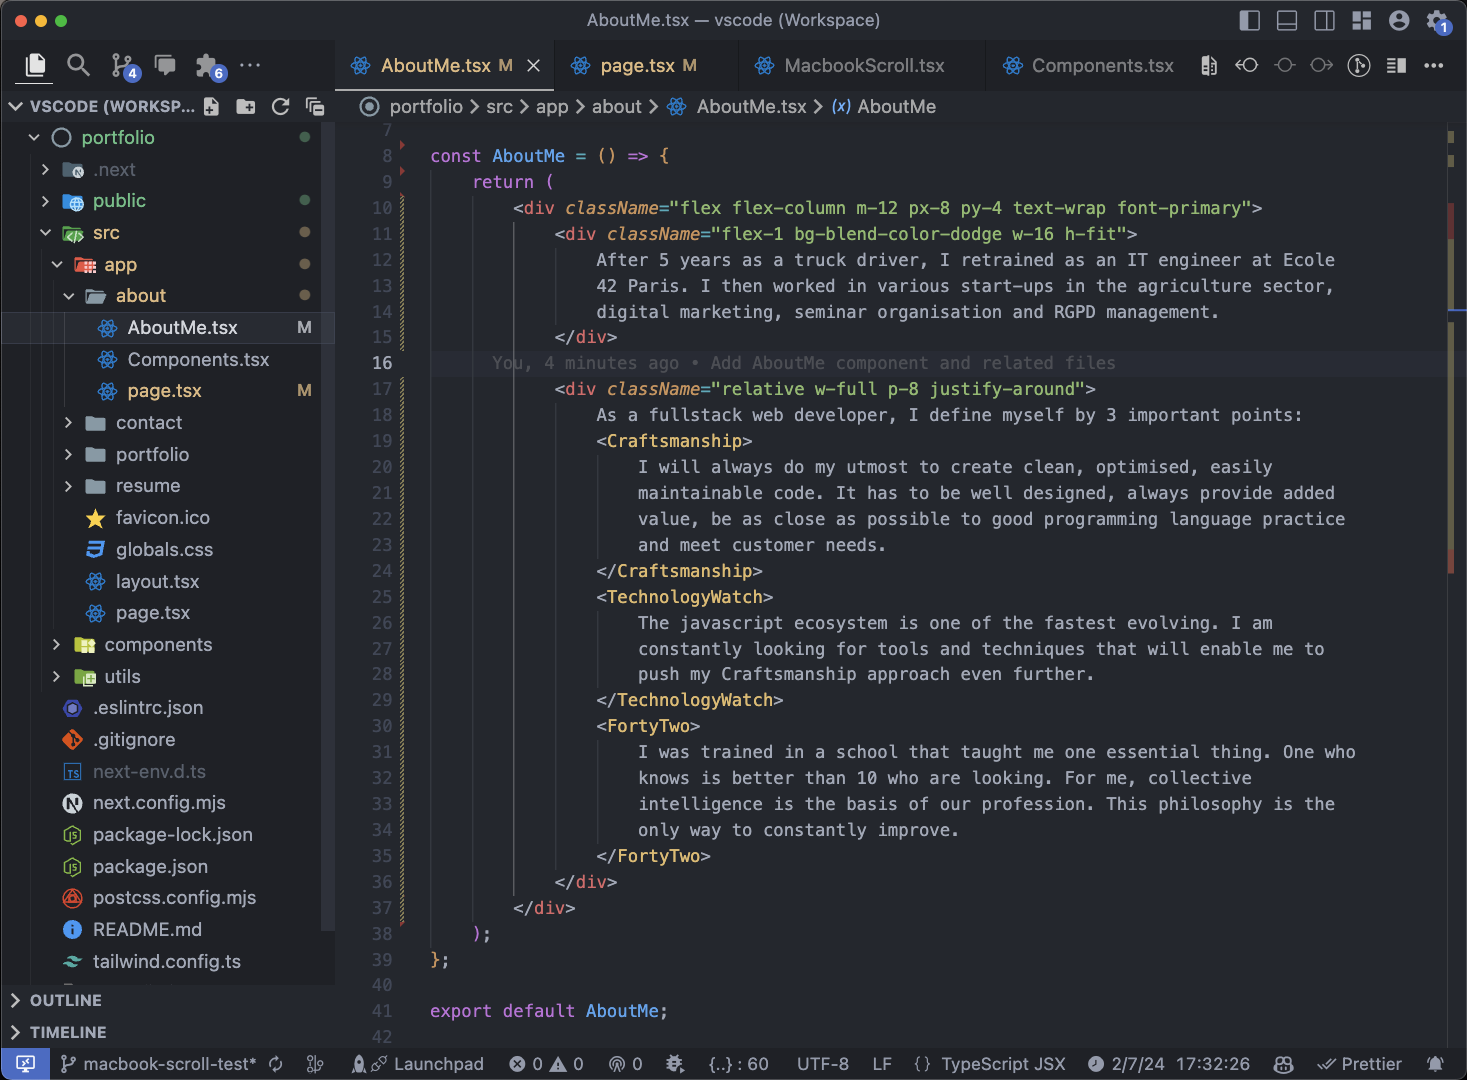 AboutMe.tsx — vscode (Workspace)
1
4
6
AboutMe.tsx M
page.tsx M
MacbookScroll.tsx
Components.tsx
VSCODE (WORKSP...
portfolio > src > app > about > AboutMe.tsx > (x) AboutMe
portfolio
.next
public
src
app
about
AboutMe.tsx M
Components.tsx
page.tsx M
contact
portfolio
resume
favicon.ico
globals.css
layout.tsx
page.tsx
components
utils
.eslintrc.json
.gitignore
next-env.d.ts
next.config.mjs
package-lock.json
package.json
postcss.config.mjs
README.md
tailwind.config.ts
OUTLINE
TIMELINE
7
8 const AboutMe = () => {
9 return (
10 <div className="flex flex-column m-12 px-8 py-4 text-wrap font-primary">
11 <div className="flex-1 bg-blend-color-dodge w-16 h-fit">
12 After 5 years as a truck driver, I retrained as an IT engineer at Ecole
13 42 Paris. I then worked in various start-ups in the agriculture sector,
14 digital marketing, seminar organisation and RGPD management.
15 </div>
16 You, 4 minutes ago • Add AboutMe component and related files
17 <div className="relative w-full p-8 justify-around">
18 As a fullstack web developer, I define myself by 3 important points:
19 <Craftsmanship>
20 I will always do my utmost to create clean, optimised, easily
21 maintainable code. It has to be well designed, always provide added
22 value, be as close as possible to good programming language practice
23 and meet customer needs.
24 </Craftsmanship>
25 <TechnologyWatch>
26 The javascript ecosystem is one of the fastest evolving. I am
27 constantly looking for tools and techniques that will enable me to
28 push my Craftsmanship approach even further.
29 </TechnologyWatch>
30 <FortyTwo>
31 I was trained in a school that taught me one essential thing. One who
32 knows is better than 10 who are looking. For me, collective
33 intelligence is the basis of our profession. This philosophy is the
34 only way to constantly improve.
35 </FortyTwo>
36 </div>
37 </div>
38 );
39 };
40
41 export default AboutMe;
42
macbook-scroll-test* Launchpad 0 0 0 {..} : 60 UTF-8 LF {} TypeScript JSX 2/7/24 17:32:26 Prettier